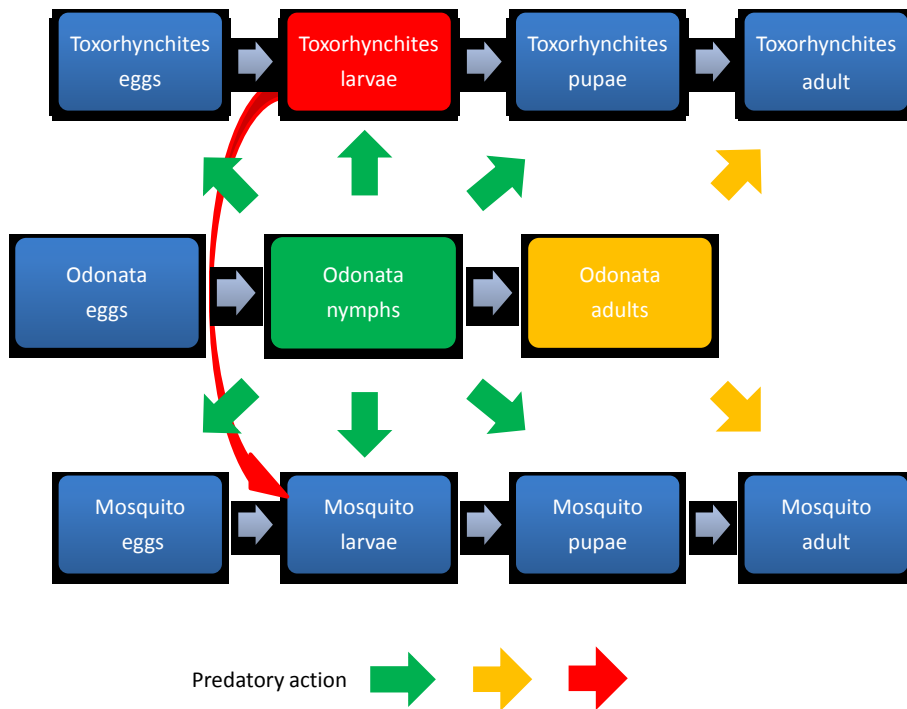 Toxorhynchites
eggs
Toxorhynchites
larvae
Toxorhynchites
pupae
Toxorhynchites
adult
Odonata
eggs
Odonata
nymphs
Odonata
adults
Mosquito
eggs
Mosquito
larvae
Mosquito
pupae
Mosquito
adult
Predatory action